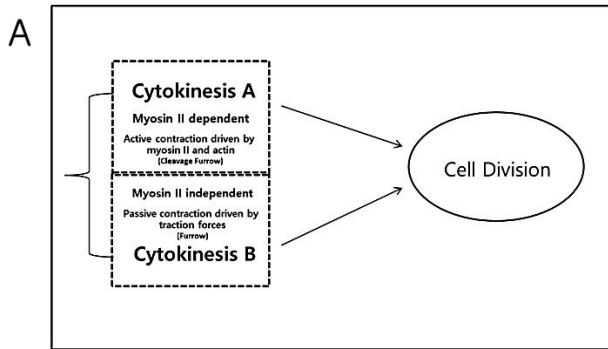 A
Cytokinesis A
Myosin II dependent
Active contraction driven by
myosin II and actin
(Cleavage Furrow)
Myosin II independent
Passive contraction driven by
traction forces
(Furrow)
Cytokinesis B
Cell Division